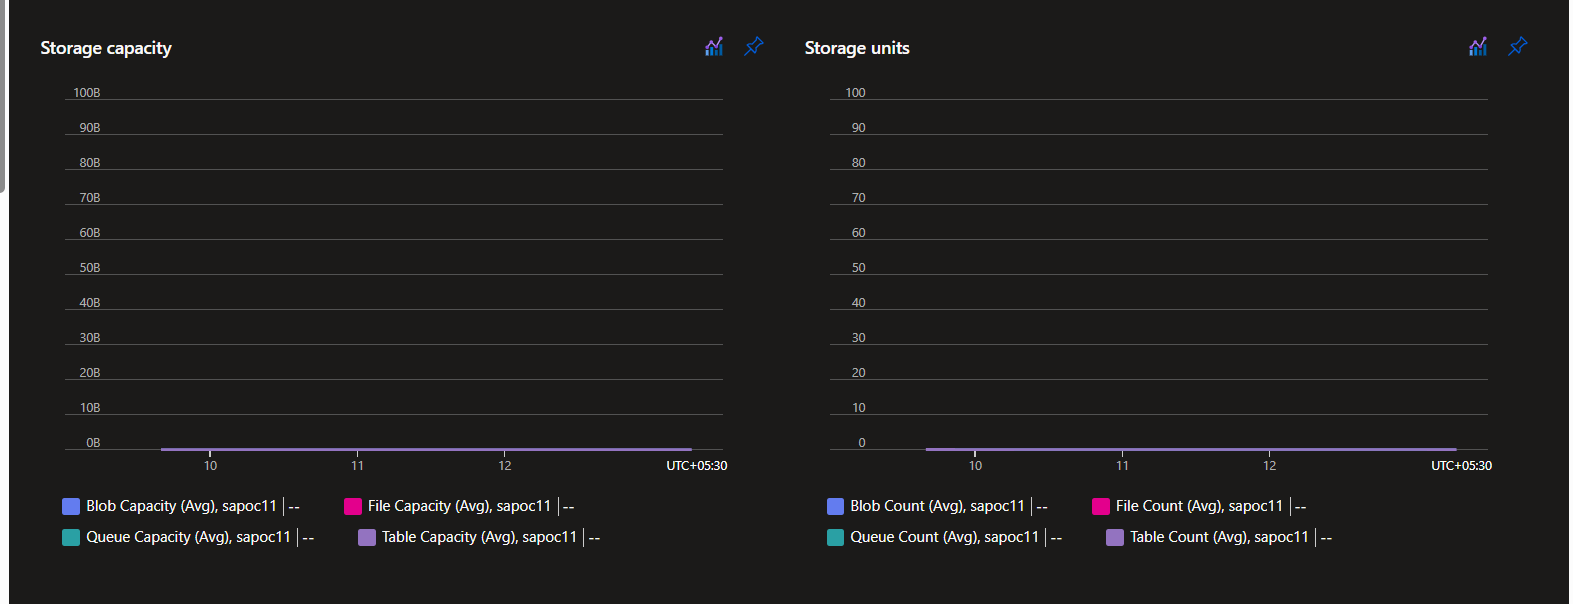 Storage capacity
100B
90B
80B
70B
60B
50B
40B
30B
20B
10B
0B
10 11 12 UTC+05:30
Blob Capacity (Avg), sapoc11 | --
File Capacity (Avg), sapoc11 | --
Queue Capacity (Avg), sapoc11 | --
Table Capacity (Avg), sapoc11 | --
Storage units
100
90
80
70
60
50
40
30
20
10
0
10 11 12 UTC+05:30
Blob Count (Avg), sapoc11 | --
File Count (Avg), sapoc11 | --
Queue Count (Avg), sapoc11 | --
Table Count (Avg), sapoc11 | --